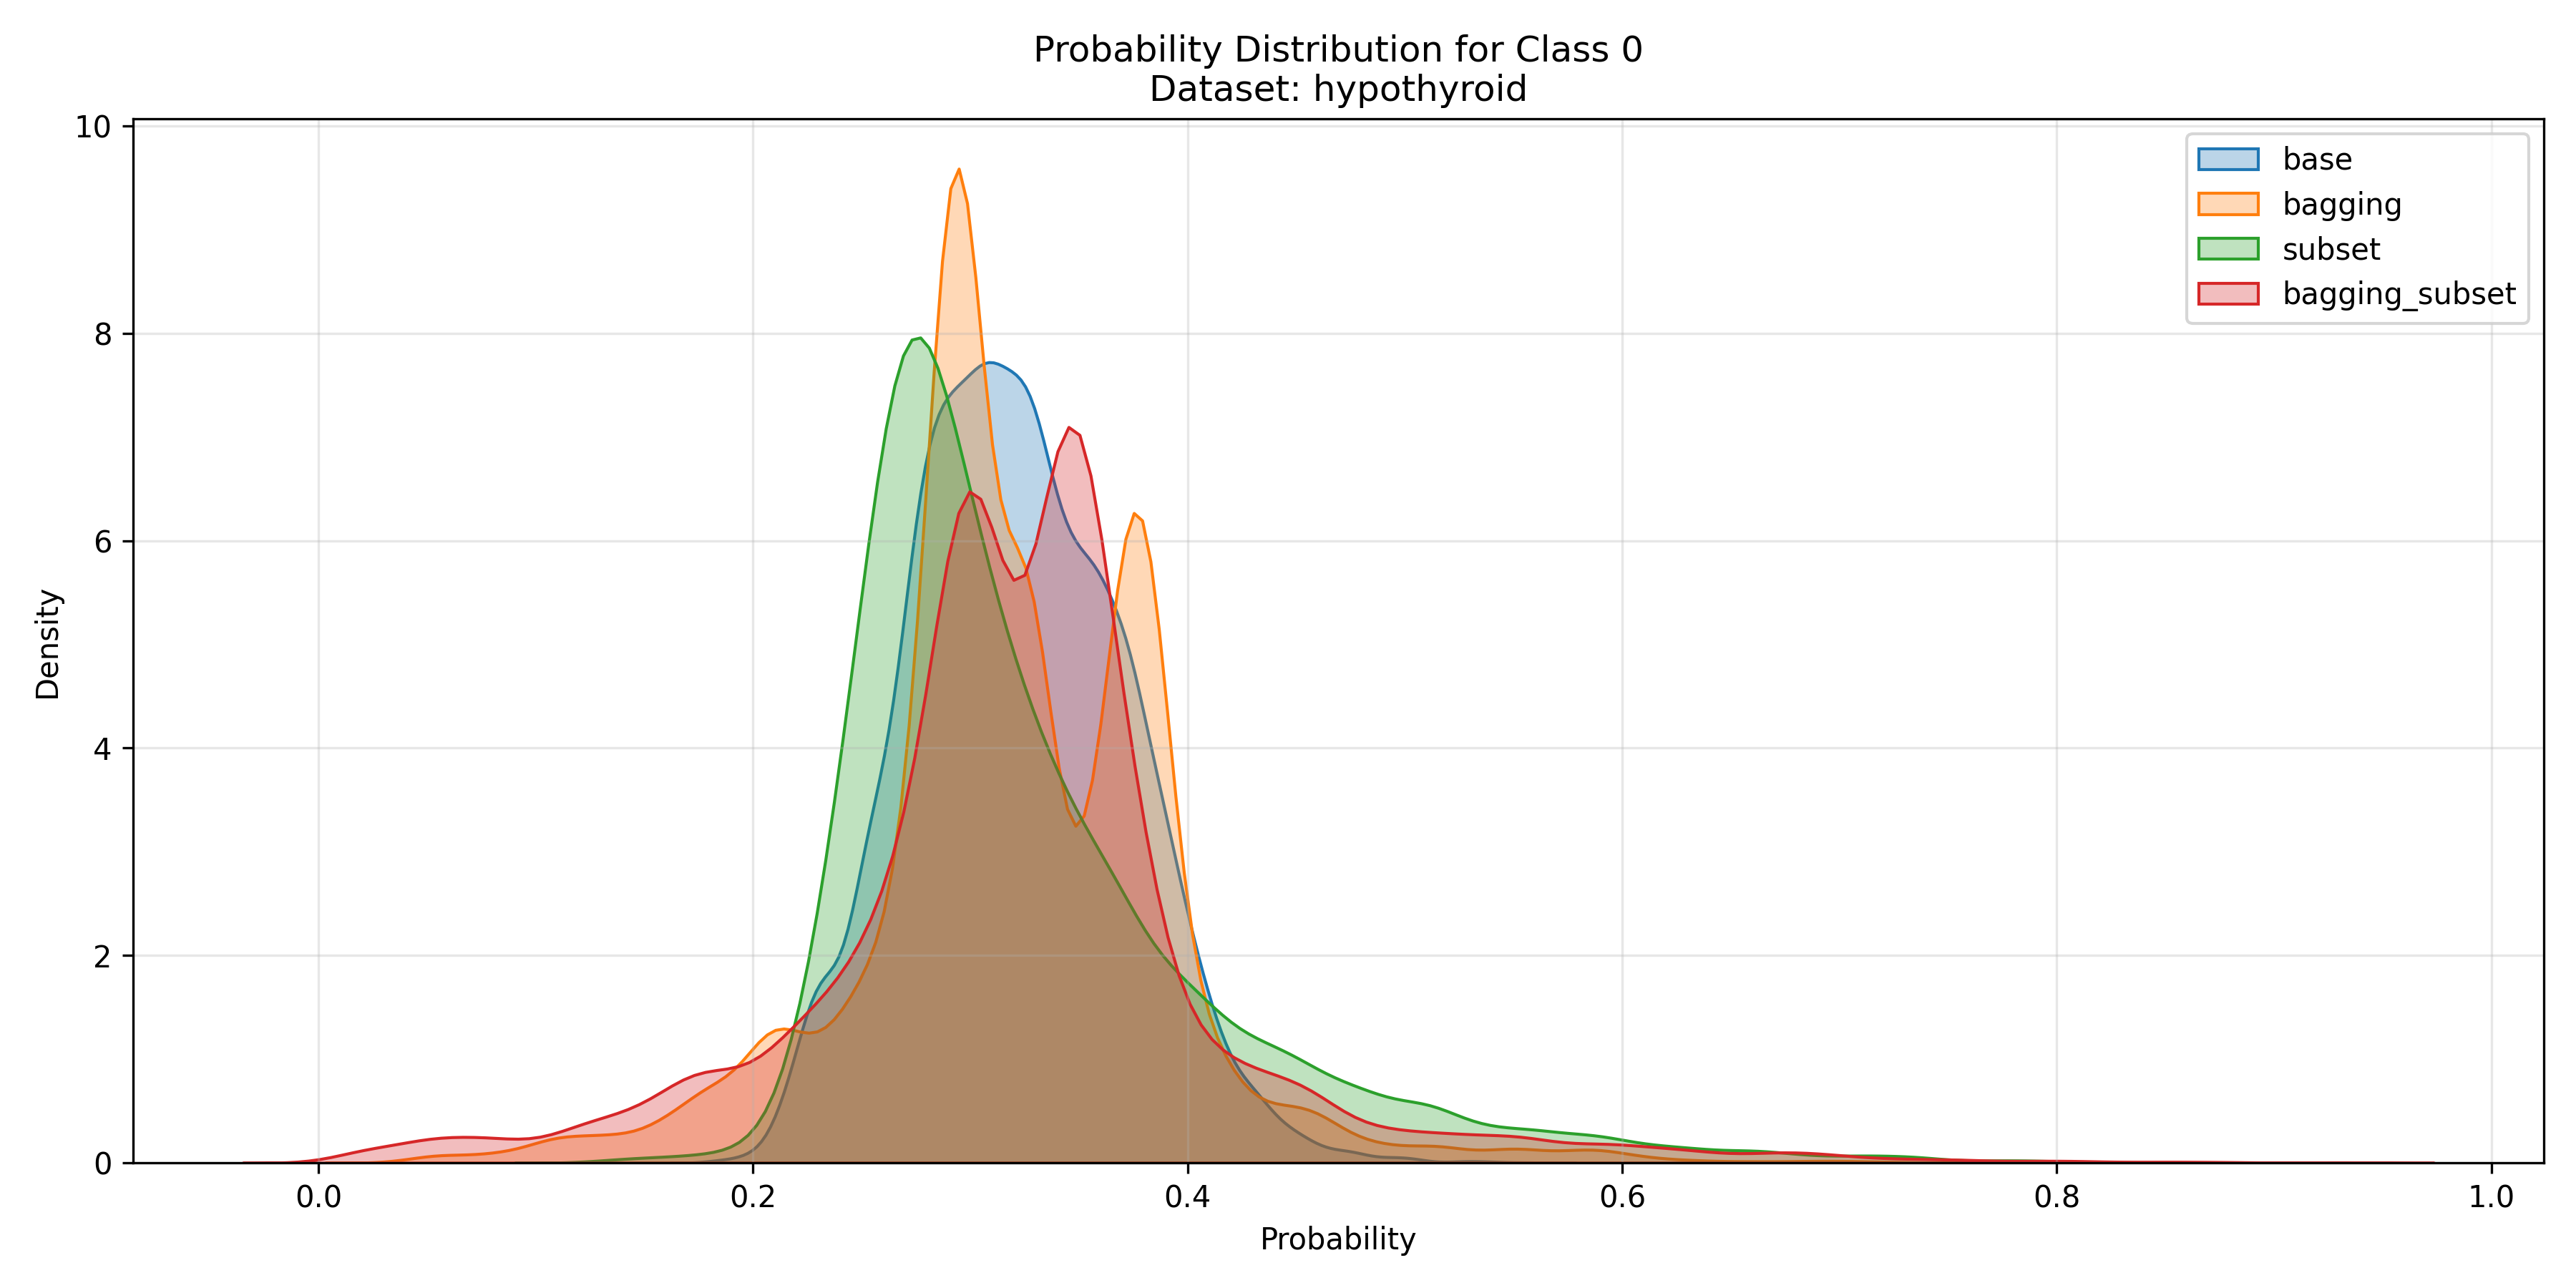 Probability Distribution for Class 0
Dataset: hypothyroid
10
8
6
4
2
0
Density
base
bagging
subset
bagging_subset
0.0 0.2 0.4 0.6 0.8 1.0
Probability